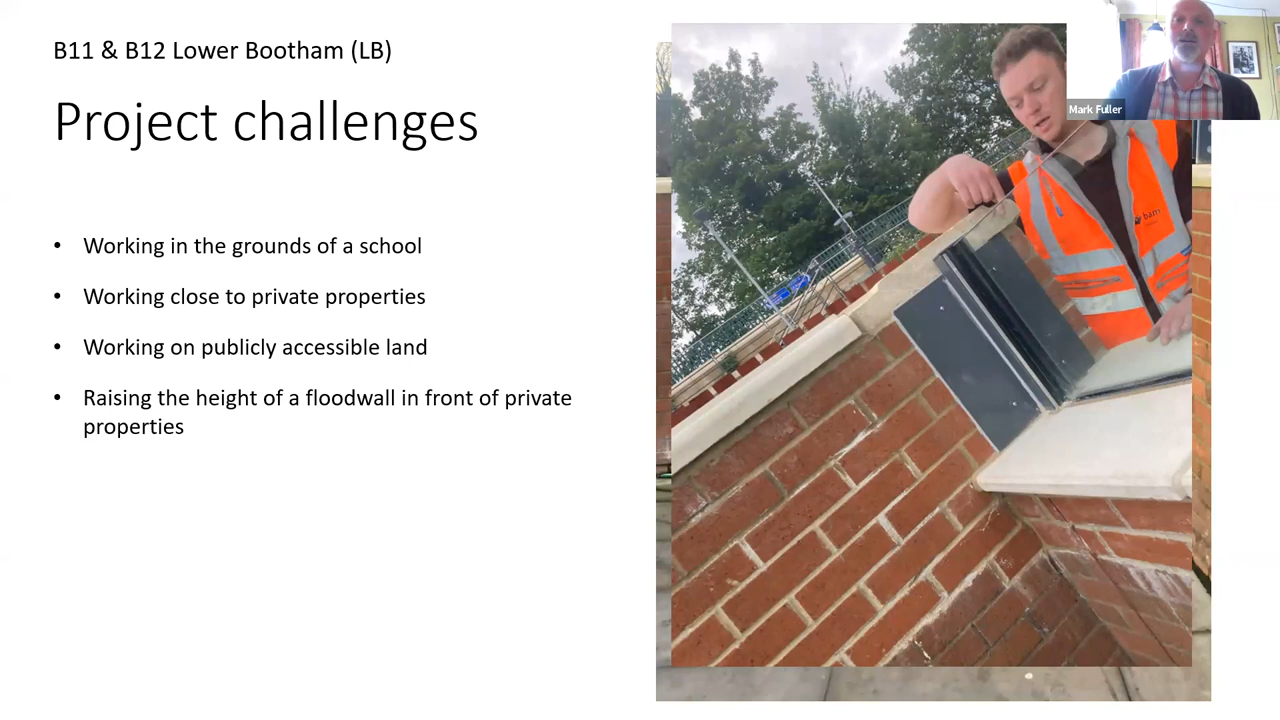 B11 & B12 Lower Bootham (LB)
Project challenges
• Working in the grounds of a school
• Working close to private properties
• Working on publicly accessible land
• Raising the height of a floodwall in front of private
properties
Mark Fuller
bam